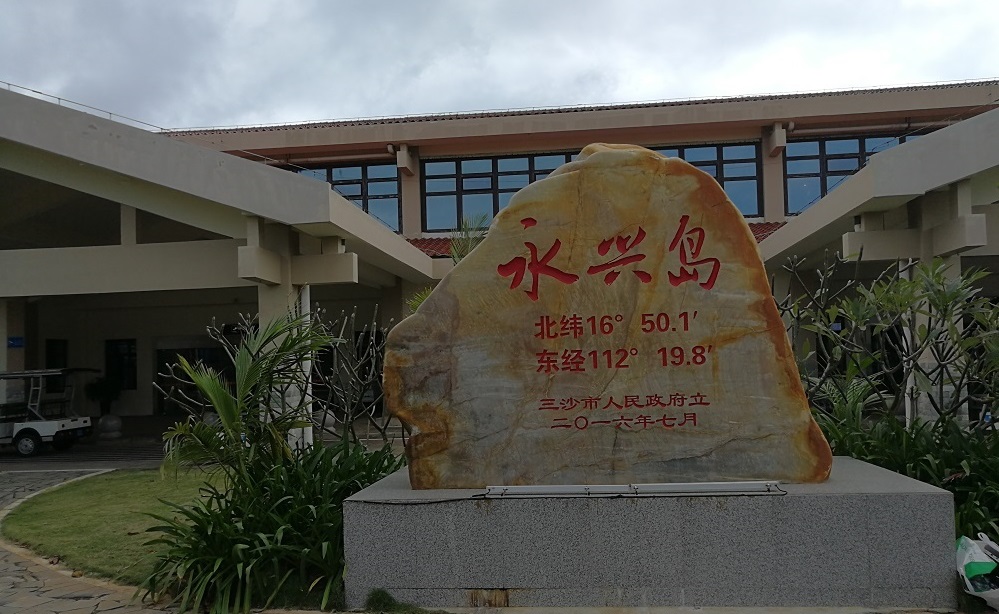 永兴岛
北纬16° 50.1′
东经112° 19.8′
三沙市人民政府立
二〇一六年七月